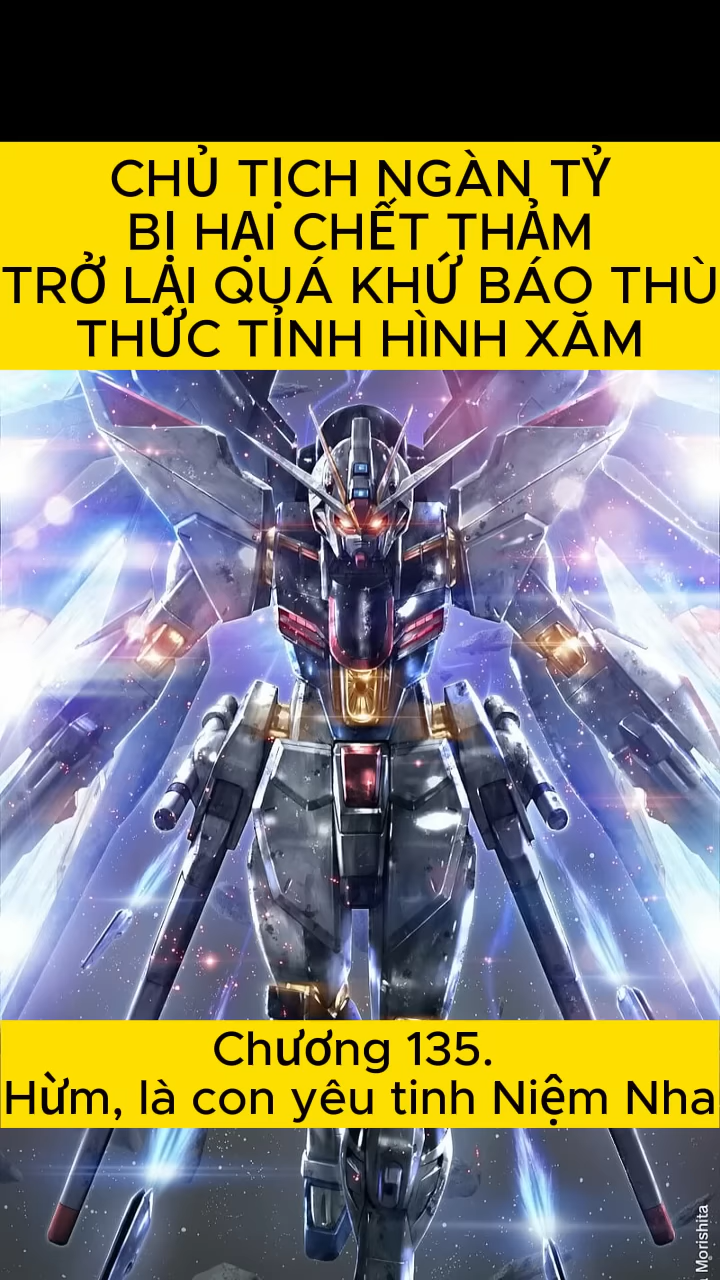 CHỦ TỊCH NGÀN TỶ
BỊ HẠI CHẾT THẢM
TRỞ LẠI QUÁ KHỨ BÁO THÙ
THỨC TỈNH HÌNH XĂM
Chương 135.
Hừm, là con yêu tinh Niệm Nha
Morishita